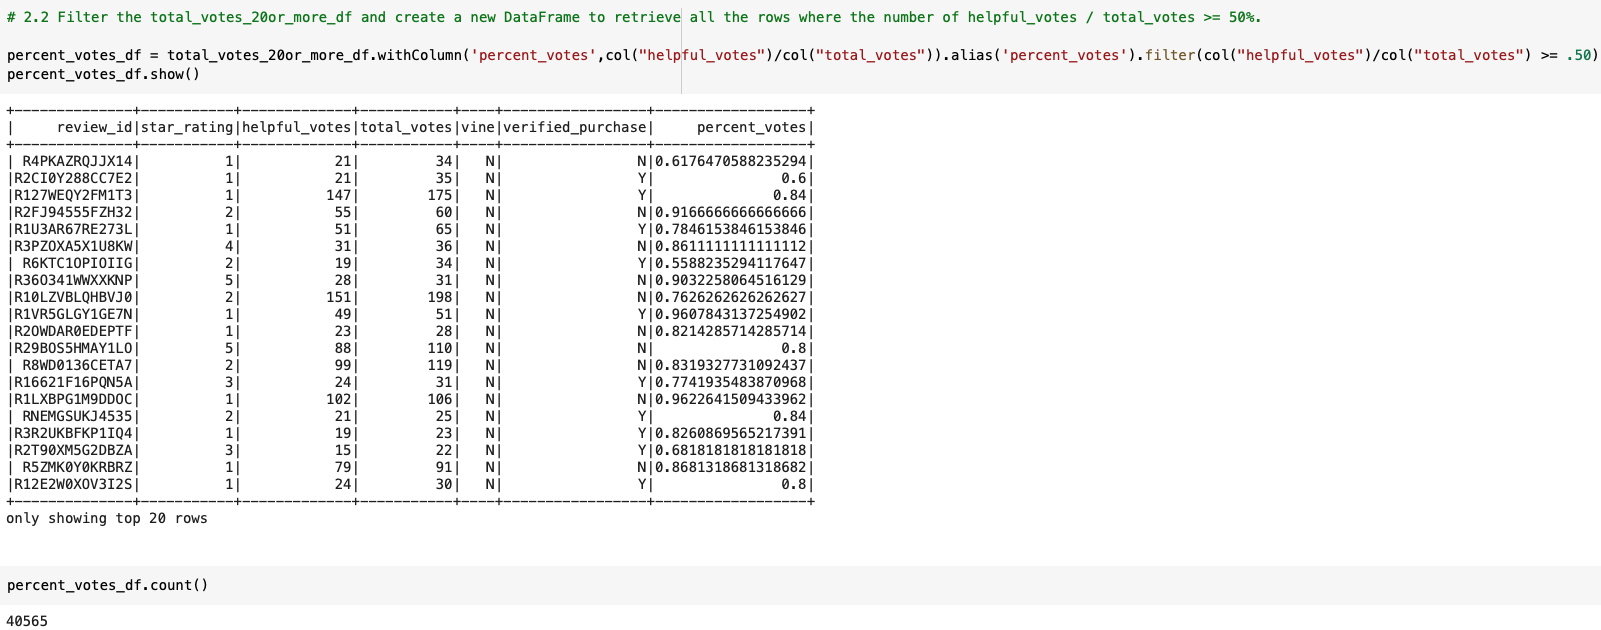 # 2.2 Filter the total_votes_20or_more_df and create a new DataFrame to retrieve all the rows where the number of helpful_votes / total_votes >= 50%.
percent_votes_df = total_votes_20or_more_df.withColumn('percent_votes',col("helpful_votes")/col("total_votes")).alias('percent_votes').filter(col("helpful_votes")/col("total_votes") >= .50)
percent_votes_df.show()
+--------------+-----------+-------------+-----------+----+-----------------+------------------+
|     review_id|star_rating|helpful_votes|total_votes|vine|verified_purchase|     percent_votes|
+--------------+-----------+-------------+-----------+----+-----------------+------------------+
| R4PKAZRQJJX14|          1|           21|         34|   N|                N|0.6176470588235294|
|R2CI0Y288CC7E2|          1|           21|         35|   N|                Y|               0.6|
|R127WEQY2FM1T3|          1|          147|        175|   N|                Y|              0.84|
|R2FJ94555FZH32|          2|           55|         60|   N|                N|0.9166666666666666|
|R1U3AR67RE273L|          1|           51|         65|   N|                Y|0.7846153846153846|
|R3PZOXA5X1U8KW|          4|           31|         36|   N|                N|0.8611111111111112|
| R6KTC1OPIOIIG|          2|           19|         34|   N|                Y|0.5588235294117647|
|R36O341WWXXKNP|          5|           28|         31|   N|                N|0.9032258064516129|
|R10LZVBLQHBVJ0|          2|          151|        198|   N|                N|0.7626262626262627|
|R1VR5GLGY1GE7N|          1|           49|         51|   N|                Y|0.9607843137254902|
|R2OWDAR0EDEPTF|          1|           23|         28|   N|                N|0.8214285714285714|
|R29BOS5HMAY1LO|          5|           88|        110|   N|                N|               0.8|
| R8WD0136CETA7|          2|           99|        119|   N|                N|0.8319327731092437|
|R16621F16PQN5A|          3|           24|         31|   N|                Y|0.7741935483870968|
|R1LXBPG1M9DDOC|          1|          102|        106|   N|                N|0.9622641509433962|
| RNEMGSUKJ4535|          2|           21|         25|   N|                Y|              0.84|
|R3R2UKBFKP1IQ4|          1|           19|         23|   N|                Y|0.8260869565217391|
|R2T90XM5G2DBZA|          3|           15|         22|   N|                Y|0.6818181818181818|
| R5ZMK0Y0KRBRZ|          1|           79|         91|   N|                N|0.8681318681318682|
|R12E2W0XOV3I2S|          1|           24|         30|   N|                Y|               0.8|
+--------------+-----------+-------------+-----------+----+-----------------+------------------+
only showing top 20 rows
percent_votes_df.count()
40565